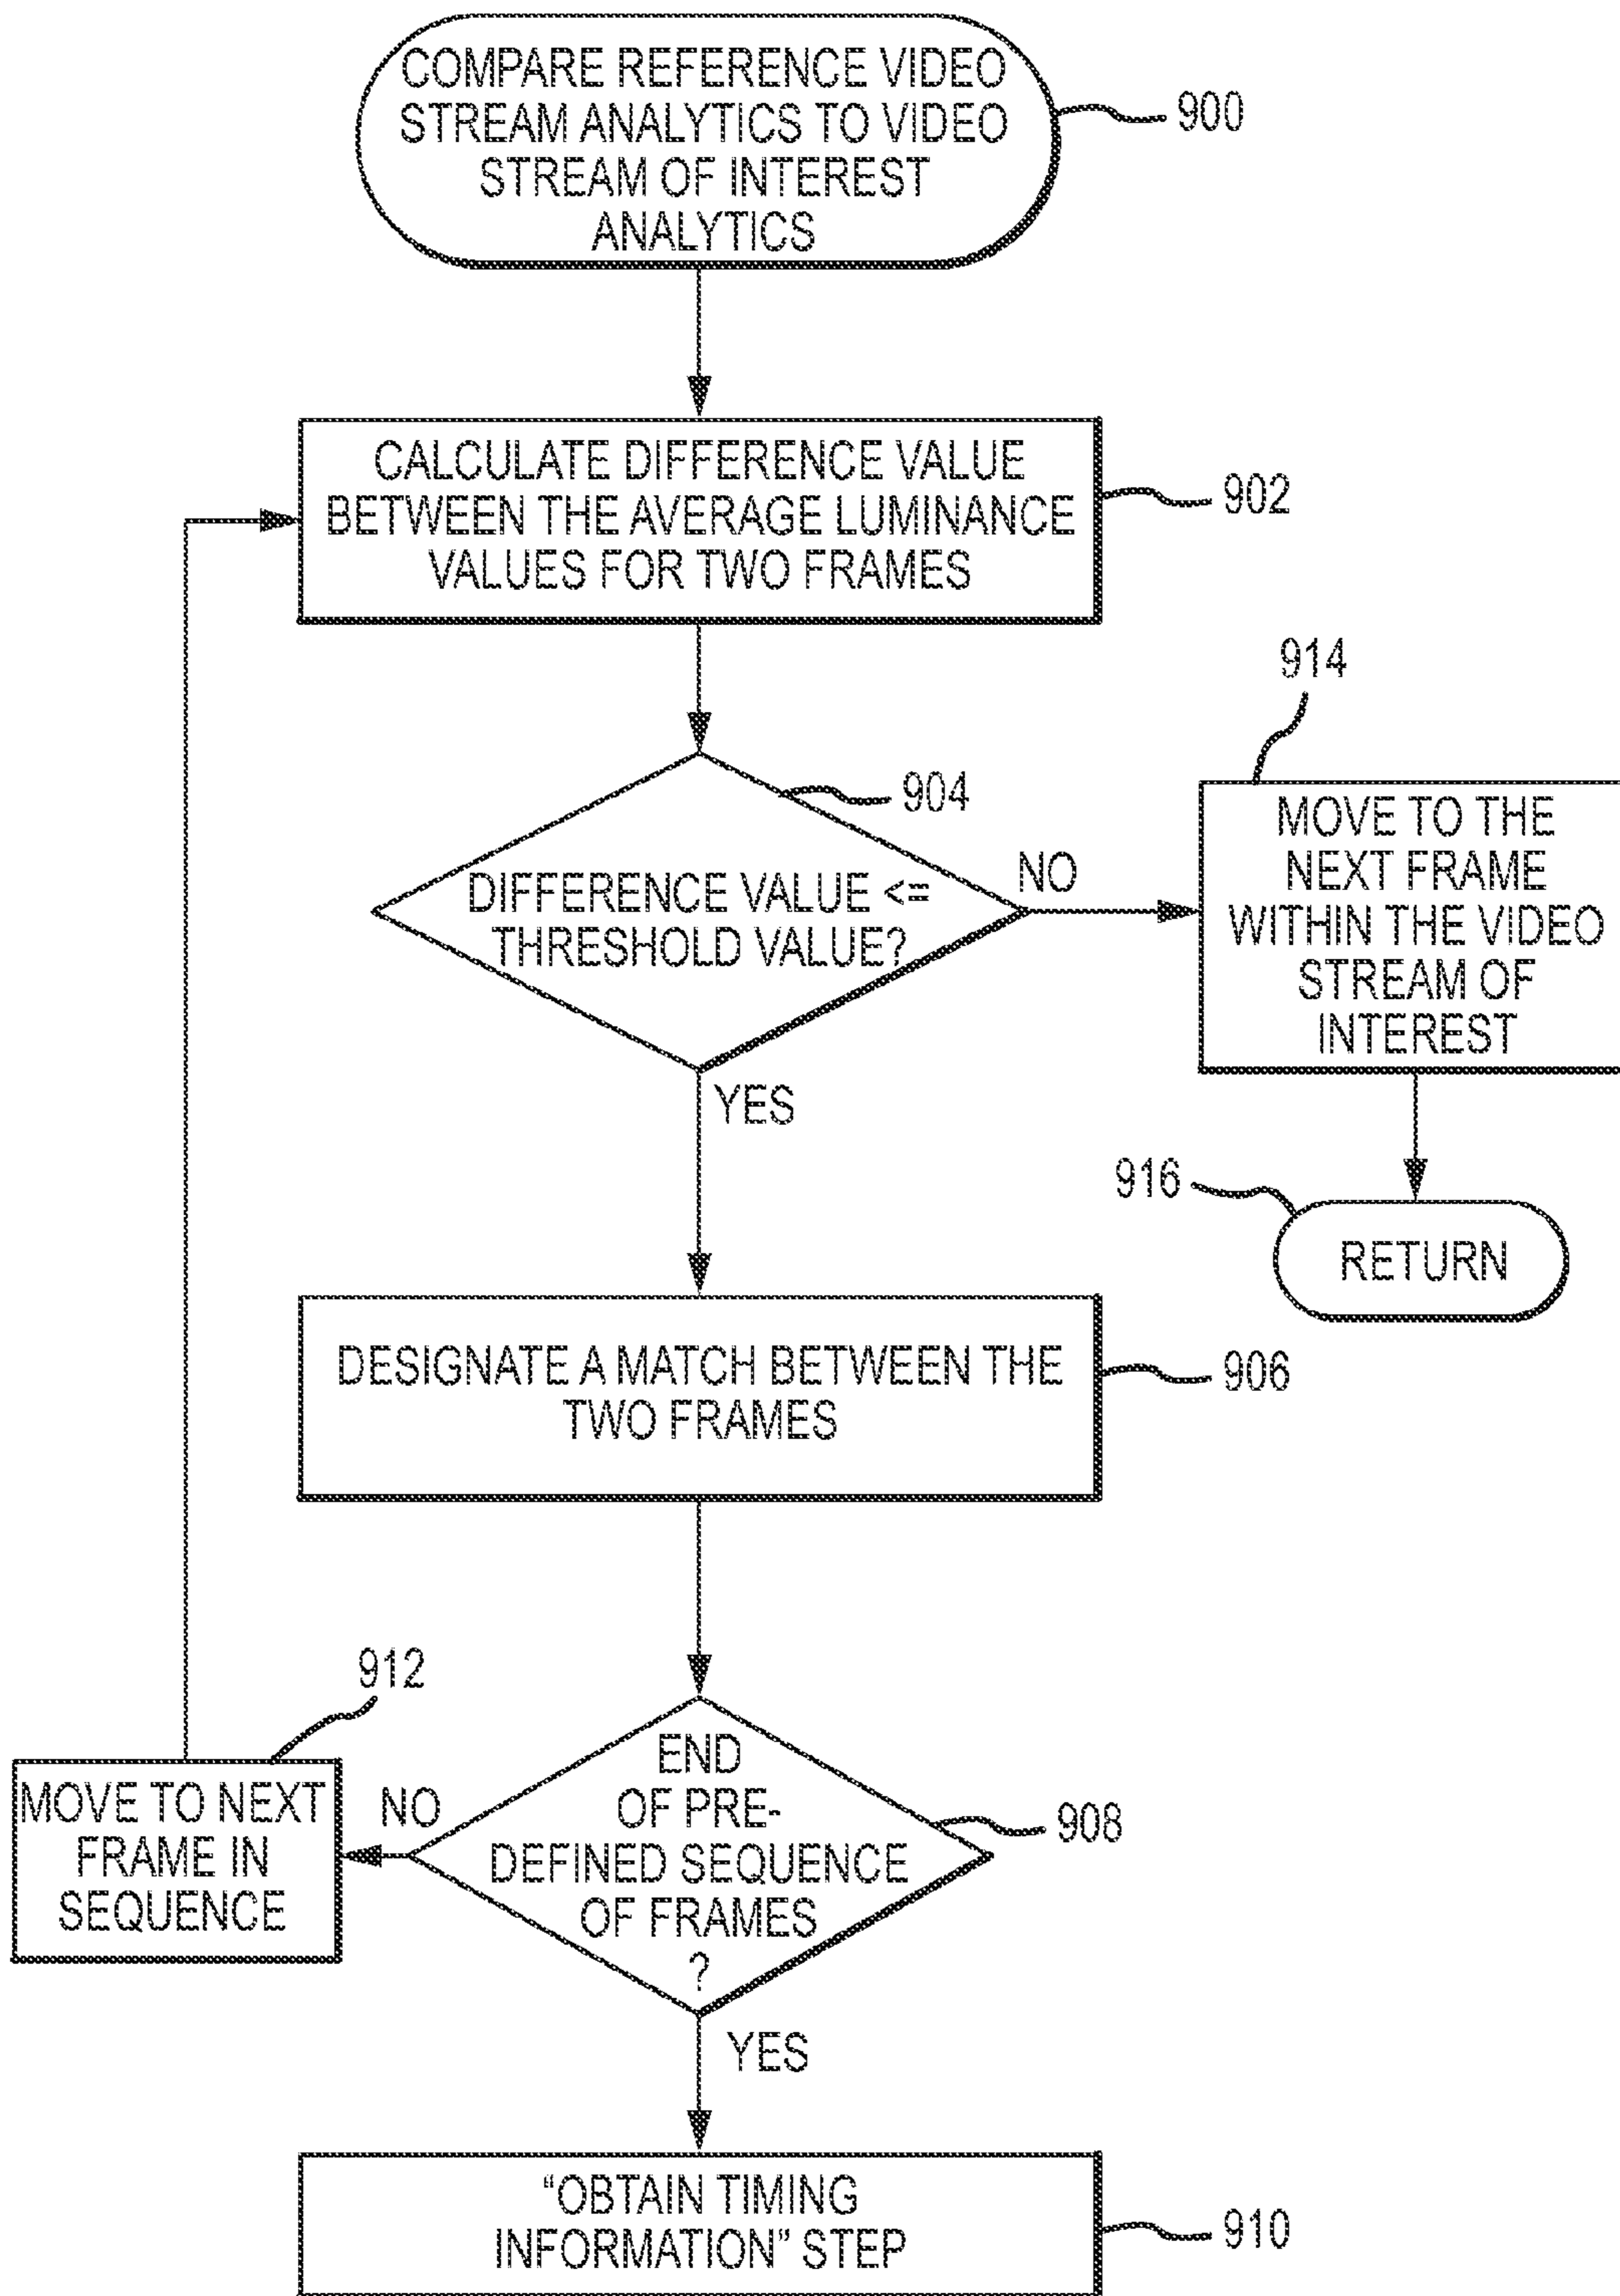 COMPARE REFERENCE VIDEO
STREAM ANALYTICS TO VIDEO
STREAM OF INTEREST
ANALYTICS
900
CALCULATE DIFFERENCE VALUE
BETWEEN THE AVERAGE LUMINANCE
VALUES FOR TWO FRAMES
902
904
DIFFERENCE VALUE <=
THRESHOLD VALUE?
NO
YES
914
MOVE TO THE
NEXT FRAME
WITHIN THE VIDEO
STREAM OF
INTEREST
916
RETURN
DESIGNATE A MATCH BETWEEN THE
TWO FRAMES
906
912
MOVE TO NEXT
FRAME IN
SEQUENCE
NO
END
OF PRE-
DEFINED SEQUENCE
OF FRAMES
?
908
YES
“OBTAIN TIMING
INFORMATION” STEP
910